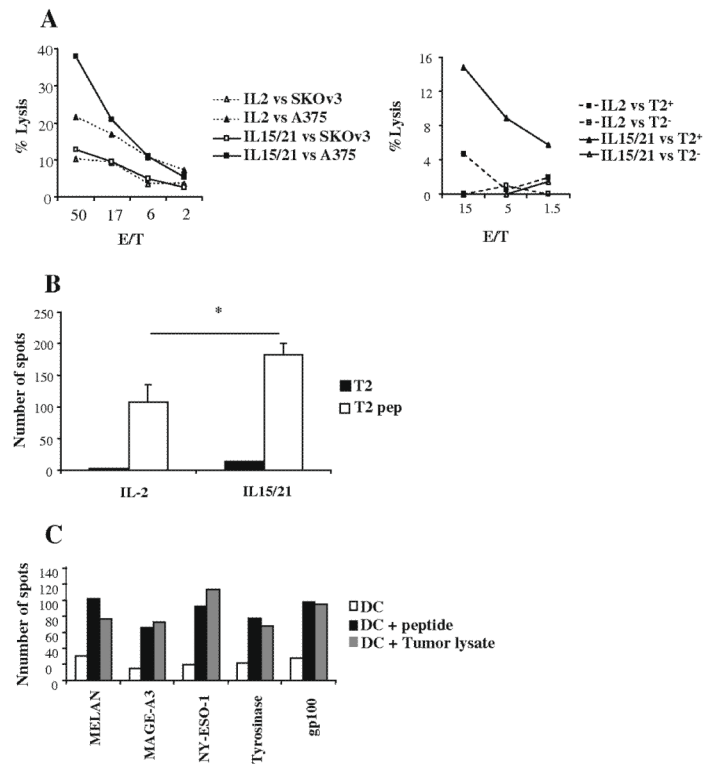 A
% Lysis
40
30
20
10
0
50 17 6 2
E/T
IL2 vs SKOv3
IL2 vs A375
IL15/21 vs SKOv3
IL15/21 vs A375
%Lysis
16
12
8
4
0
15 5 1.5
E/T
IL2 vs T2+
IL2 vs T2-
IL15/21 vs T2+
IL15/21 vs T2-
B
Number of spots
250
200
150
100
50
0
*
IL-2 IL15/21
T2
T2 pep
C
Nnumber of spots
140
120
100
80
60
40
20
0
MELAN
MAGE-A3
NY-ESO-1
Tyrosinase
gp100
DC
DC + peptide
DC + Tumor lysate